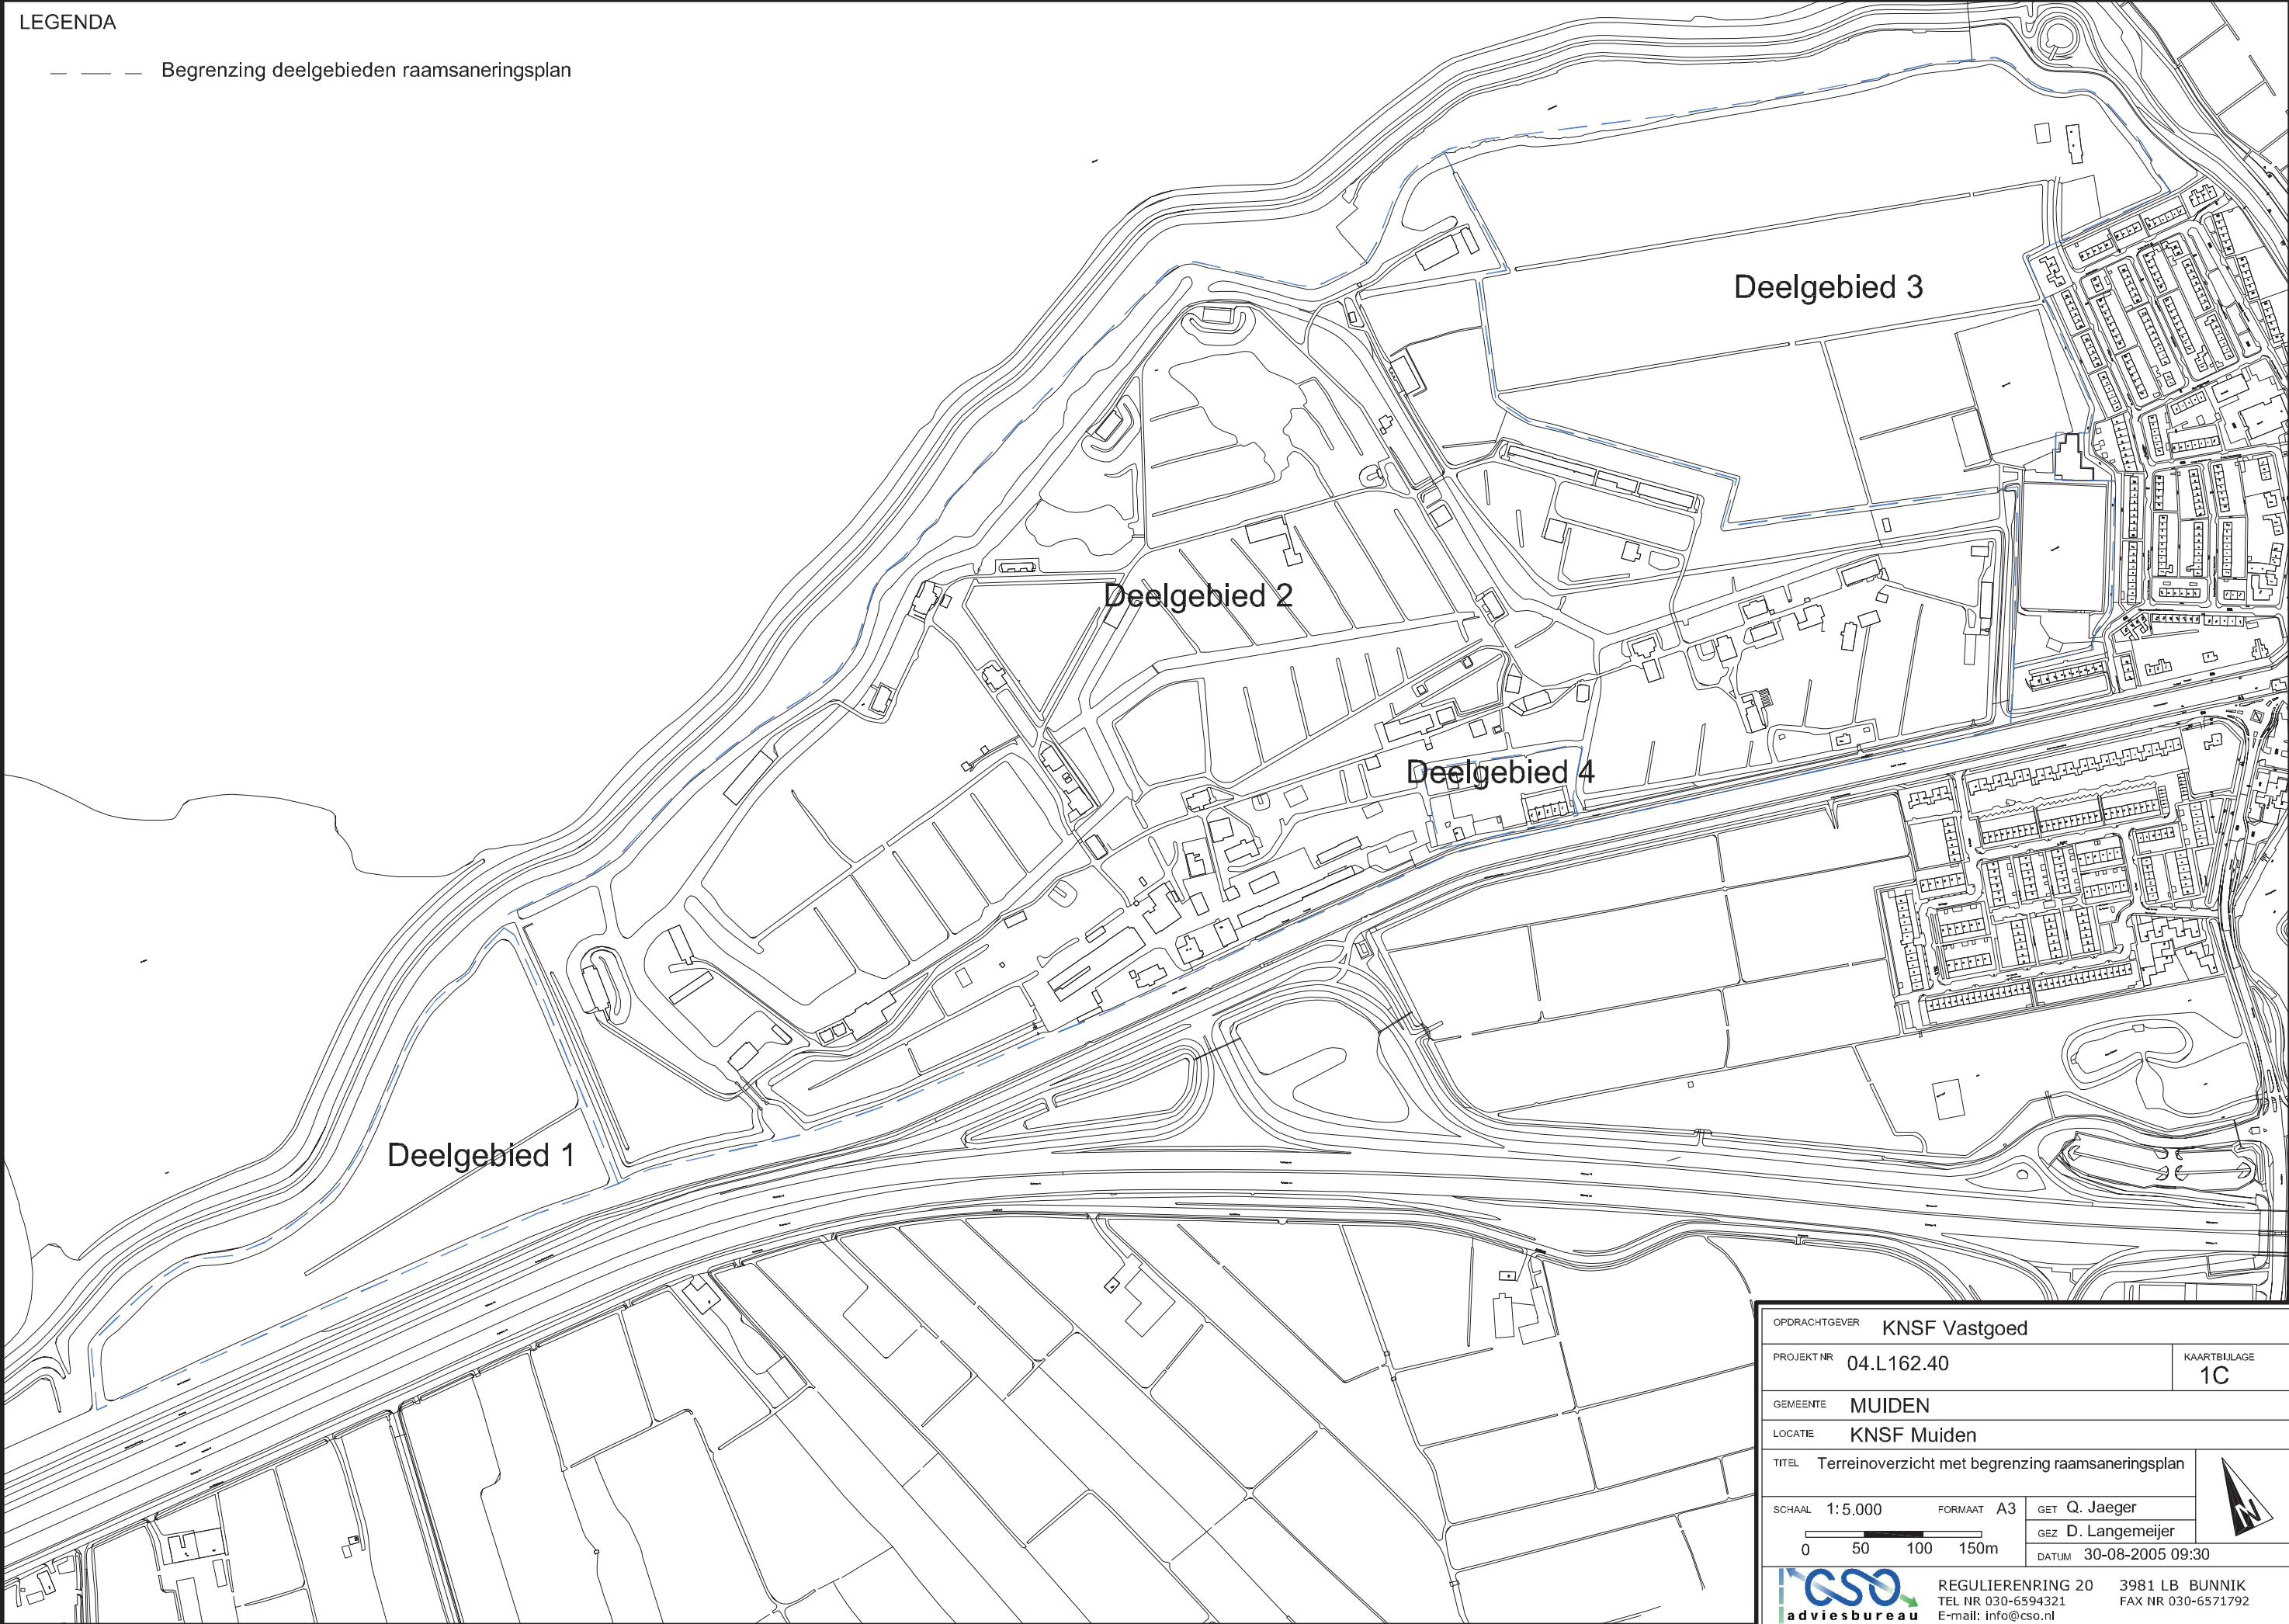 LEGENDA
Begrenzing deelgebieden raamsaneringsplan
Deelgebied 3
Deelgebied 2
Deelgebied 4
Deelgebied 1
OPDRACHTGEVER KNSF Vastgoed
PROJEKT NR 04.L162.40
KAARTBIJLAGE
1C
GEMEENTE MUIDEN
LOCATIE KNSF Muiden
TITEL Terreinoverzicht met begrenzing raamsaneringsplan
SCHAAL 1:5.000 FORMAAT A3
GET Q. Jaeger
GEZ D. Langemeijer
0 50 100 150m
DATUM 30-08-2005 09:30
N
CSO
adviesbureau
REGULIERENRING 20 3981 LB BUNNIK
TEL NR 030-6594321 FAX NR 030-6571792
E-mail: info@cso.nl